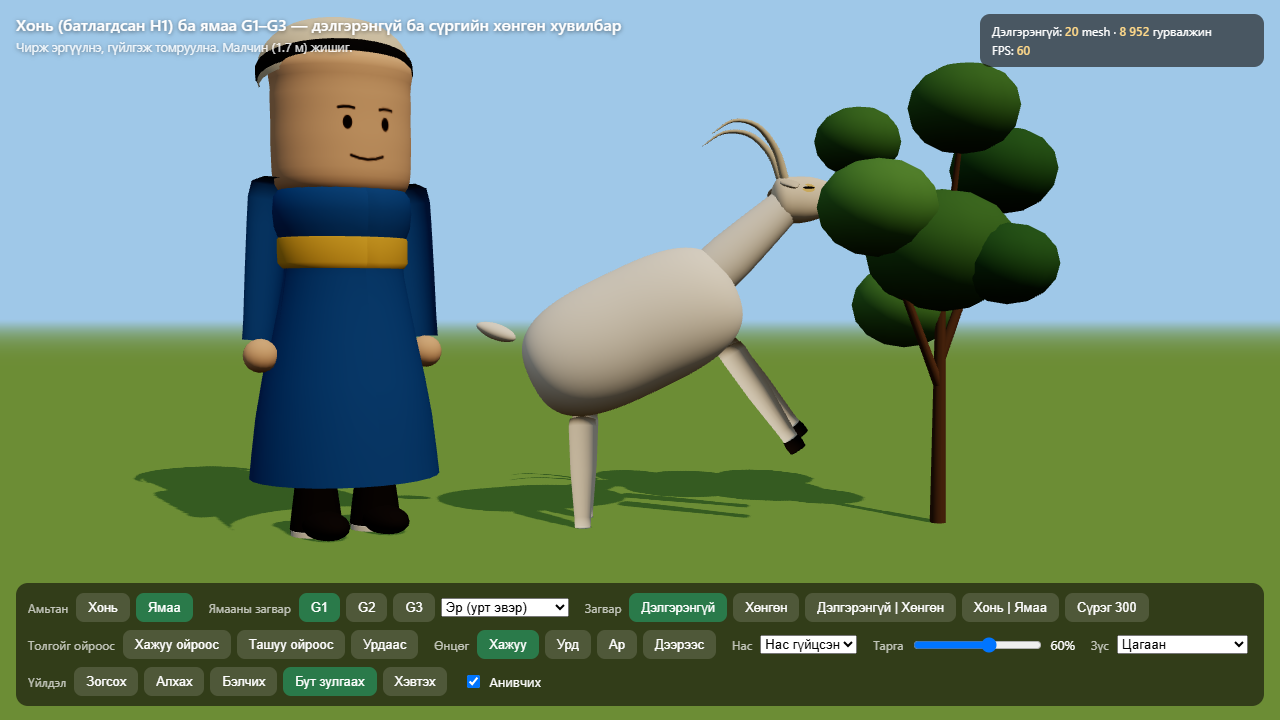 Хонь (батлагдсан H1) ба ямаа G1–G3 — дэлгэрэнгүй ба сүргийн хөнгөн хувилбар
Чирж эргүүлнэ, гүйлгэж томруулна. Малчин (1.7 м) жишиг.
Дэлгэрэнгүй: 20 mesh · 8 952 гурвалжин
FPS: 60
Амьтан Хонь Ямаа Ямааны загвар G1 G2 G3 Эр (урт эвэр) Загвар Дэлгэрэнгүй Хөнгөн Дэлгэрэнгүй | Хөнгөн Хонь | Ямаа Сүрэг 300
Толгойг ойроос Хажуу ойроос Ташуу ойроос Урдаас Өнцөг Хажуу Урд Ар Дээрээс Нас Нас гүйцсэн Тарга 60% Зүс Цагаан
Үйлдэл Зогсох Алхах Бэлчих Бут зулгаах Хэвтэх Анивчих